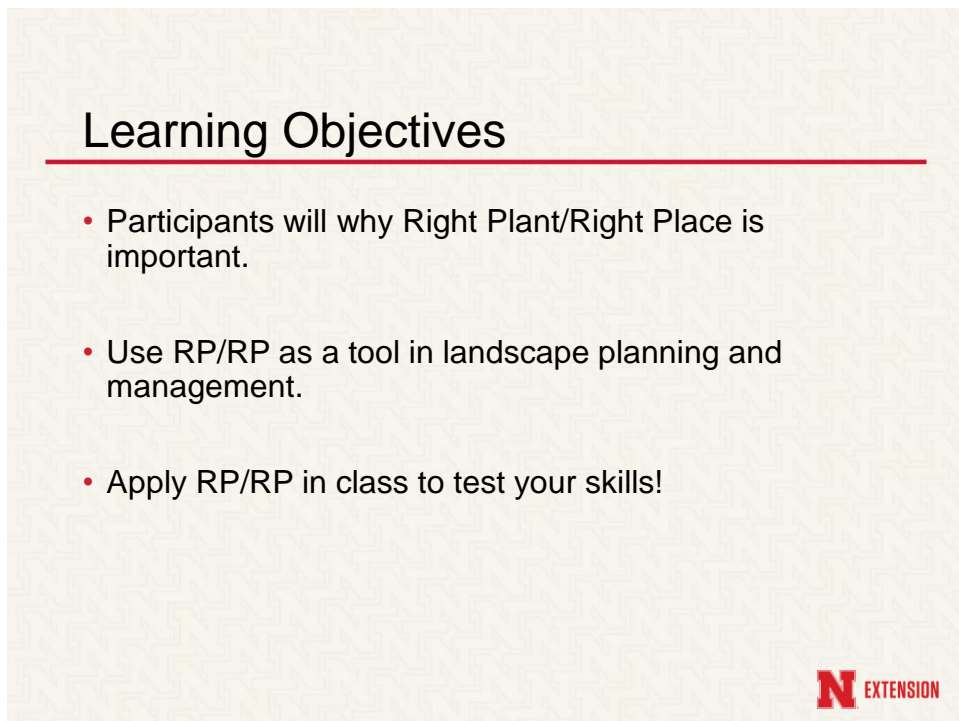 Learning Objectives
• Participants will why Right Plant/Right Place is
important.
• Use RP/RP as a tool in landscape planning and
management.
• Apply RP/RP in class to test your skills!
N EXTENSION